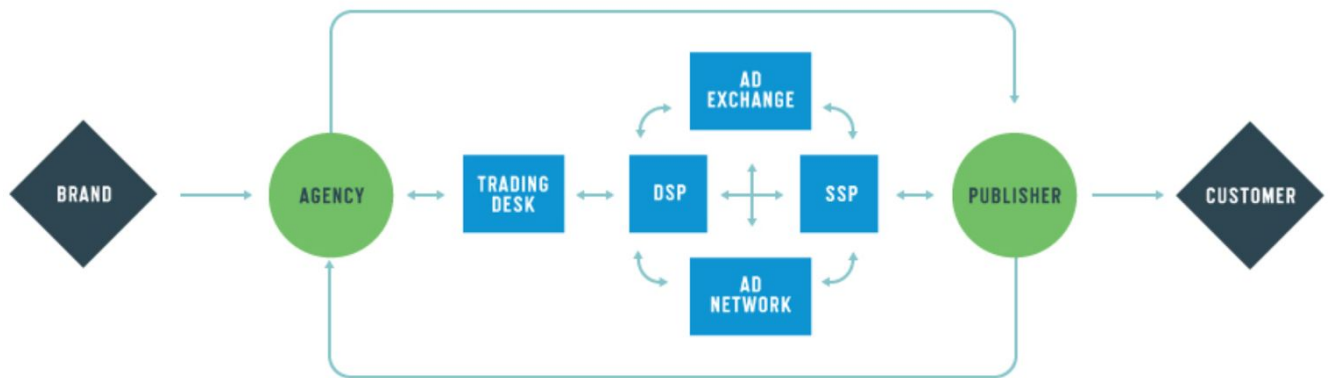 BRAND
AGENCY
TRADING
DESK
DSP
AD
EXCHANGE
AD
NETWORK
SSP
PUBLISHER
CUSTOMER